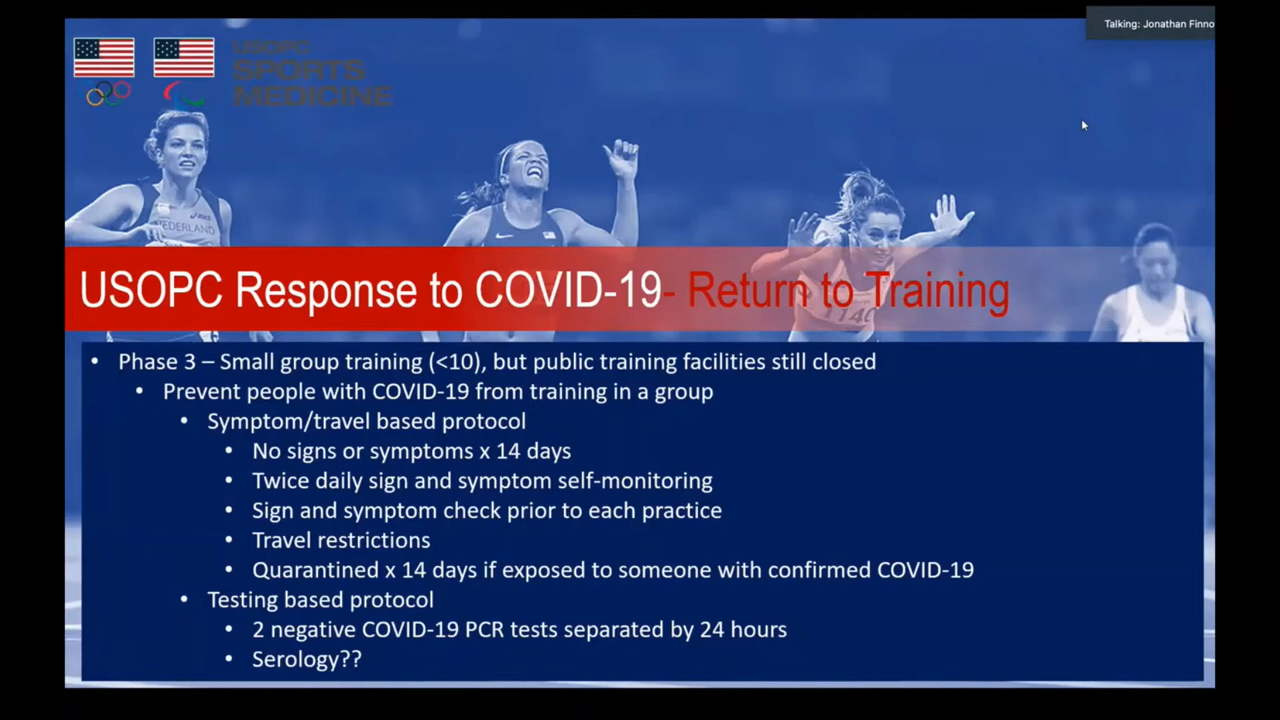 Talking: Jonathan Finno
USOPC
SPORTS
MEDICINE
NEDERLAND
USOPC Response to COVID-19- Return to Training
1140
• Phase 3 – Small group training (<10), but public training facilities still closed
• Prevent people with COVID-19 from training in a group
• Symptom/travel based protocol
• No signs or symptoms x 14 days
• Twice daily sign and symptom self-monitoring
• Sign and symptom check prior to each practice
• Travel restrictions
• Quarantined x 14 days if exposed to someone with confirmed COVID-19
• Testing based protocol
• 2 negative COVID-19 PCR tests separated by 24 hours
• Serology??